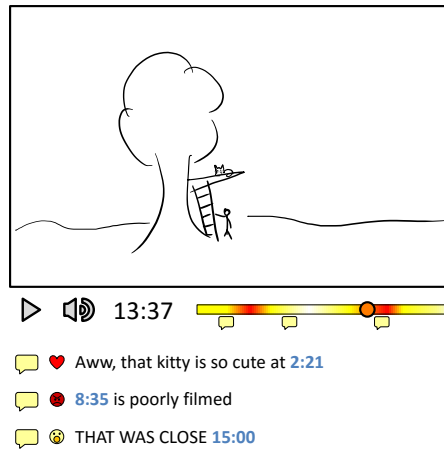 13:37
Aww, that kitty is so cute at 2:21
8:35 is poorly filmed
THAT WAS CLOSE 15:00